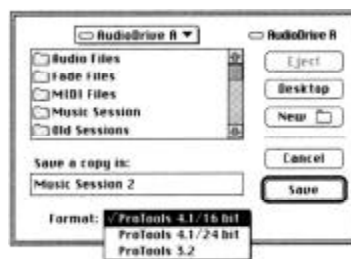 AudioDrive A
AudioDrive A
Audio Files
Fade Files
MIDI Files
Music Session
Old Sessions
Eject
Desktop
New
Save a copy in:
Music Session 2
Cancel
Save
Format:
✓ProTools 4.1/16 bit
ProTools 4.1/24 bit
ProTools 3.2